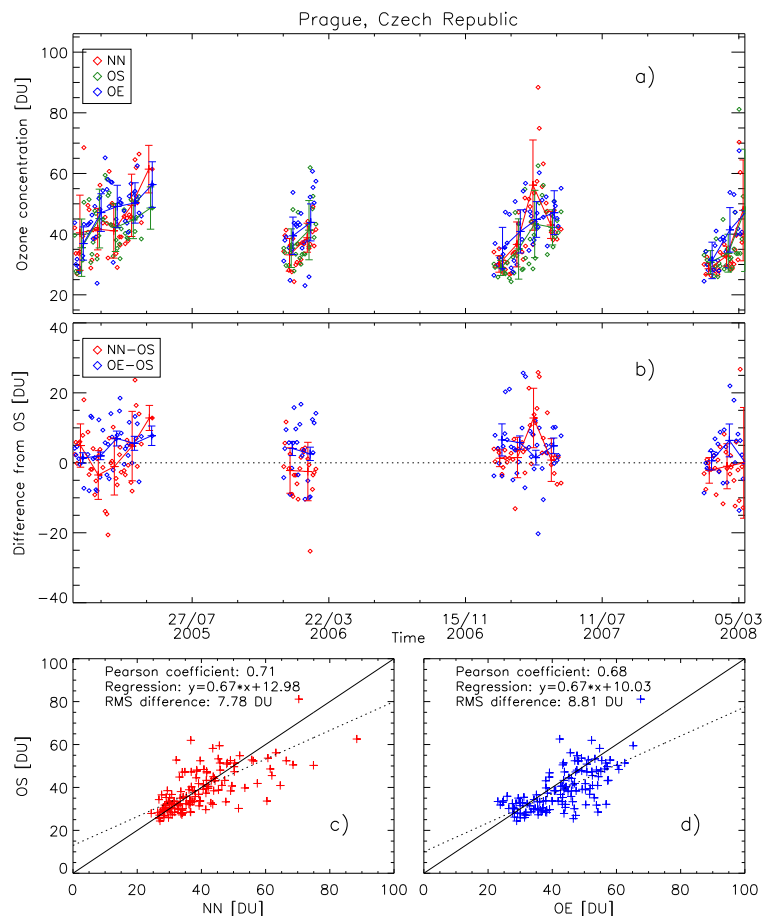 Prague, Czech Republic
Ozone concentration [DU]
100
80
60
40
20
NN
OS
OE
a)
Difference from OS [DU]
40
20
0
−20
−40
NN−OS
OE−OS
b)
27/07 2005
22/03 2006
15/11 2006
11/07 2007
05/03 2008
Time
OS [DU]
100
80
60
40
20
0
Pearson coefficient: 0.71
Regression: y=0.67*x+12.98
RMS difference: 7.78 DU
c)
0 20 40 60 80 100
NN [DU]
Pearson coefficient: 0.68
Regression: y=0.67*x+10.03
RMS difference: 8.81 DU
d)
0 20 40 60 80 100
OE [DU]